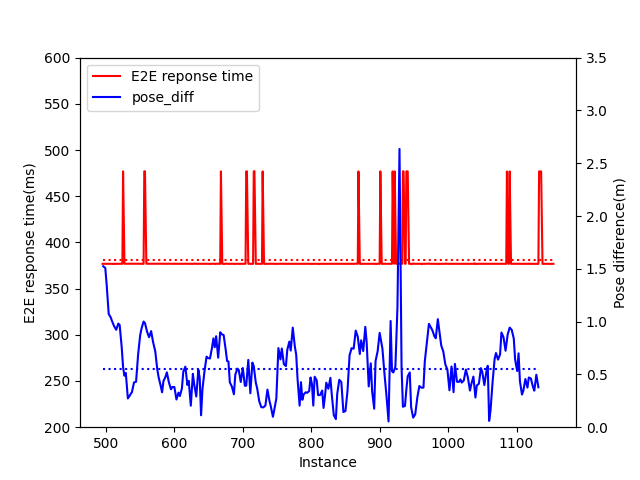 E2E reponse time
pose_diff
600
550
500
450
400
350
300
250
200
E2E response time(ms)
3.5
3.0
2.5
2.0
1.5
1.0
0.5
0.0
Pose difference(m)
500 600 700 800 900 1000 1100
Instance